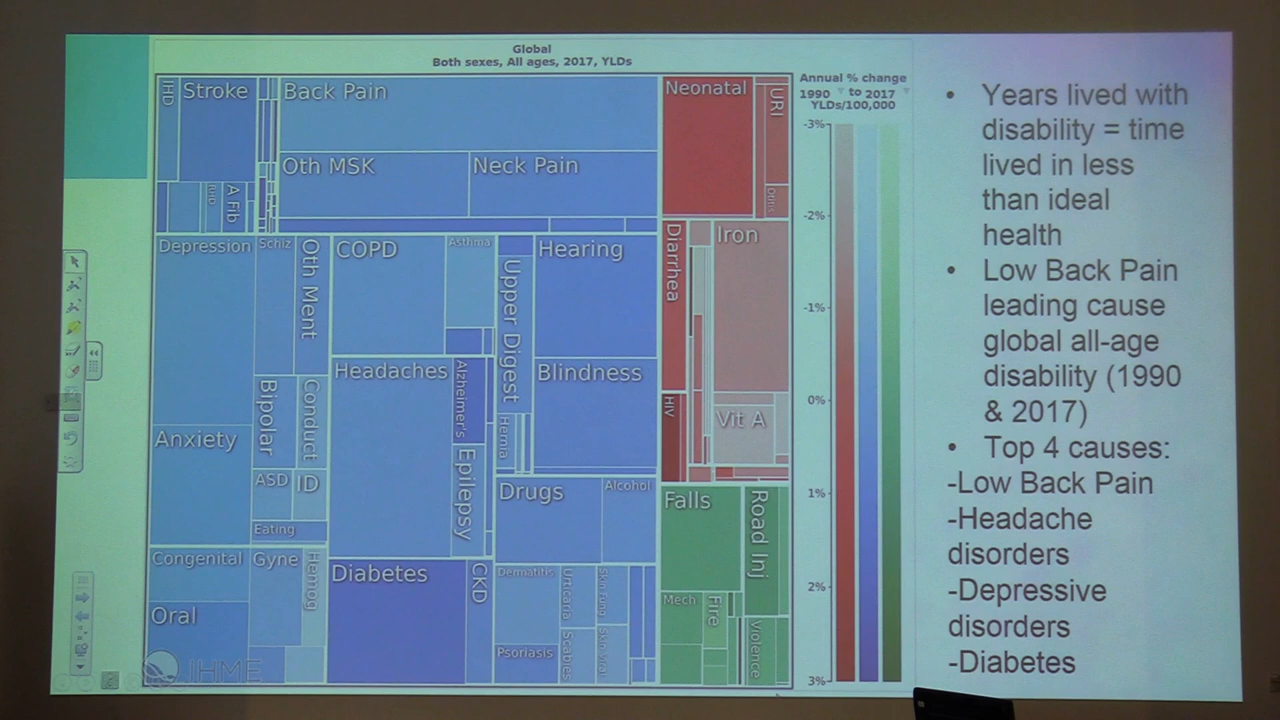 Global
Both sexes, All ages, 2017, YLDs
IHD
Stroke
RHD
A Fib
Back Pain
Oth MSK
Neck Pain
Neonatal
URI
Otitis
Depression
Schiz
Oth Ment
COPD
Asthma
Upper Digest
Hearing
Diarrhea
Iron
Headaches
Alzheimer's
Blindness
Bipolar
Conduct
HIV
Vit A
Anxiety
Epilepsy
Hernia
ASD
ID
Eating
Drugs
Alcohol
Falls
Road Inj
Congenital
Gyne
Hemog
Diabetes
CKD
Dermatitis
Urticaria
Skin Fung
Mech
Fire
Oral
Psoriasis
Scabies
Skin Viral
Violence
IHME
Annual % change
1990 to 2017
YLDs/100,000
-3%
-2%
-1%
0%
1%
2%
3%
• Years lived with
disability = time
lived in less
than ideal
health
• Low Back Pain
leading cause
global all-age
disability (1990
& 2017)
• Top 4 causes:
-Low Back Pain
-Headache
disorders
-Depressive
disorders
-Diabetes